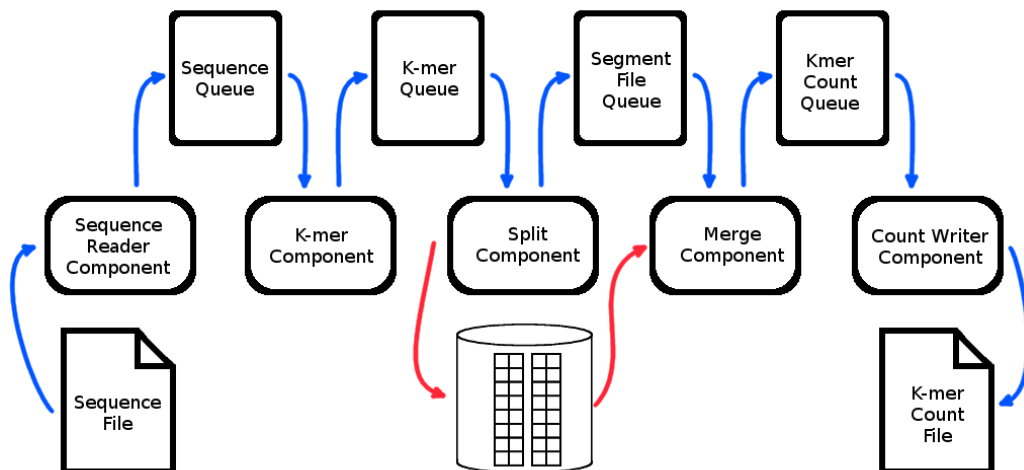 Sequence
Queue
K-mer
Queue
Segment
File
Queue
Kmer
Count
Queue
Sequence
Reader
Component
K-mer
Component
Split
Component
Merge
Component
Count Writer
Component
Sequence
File
K-mer
Count
File